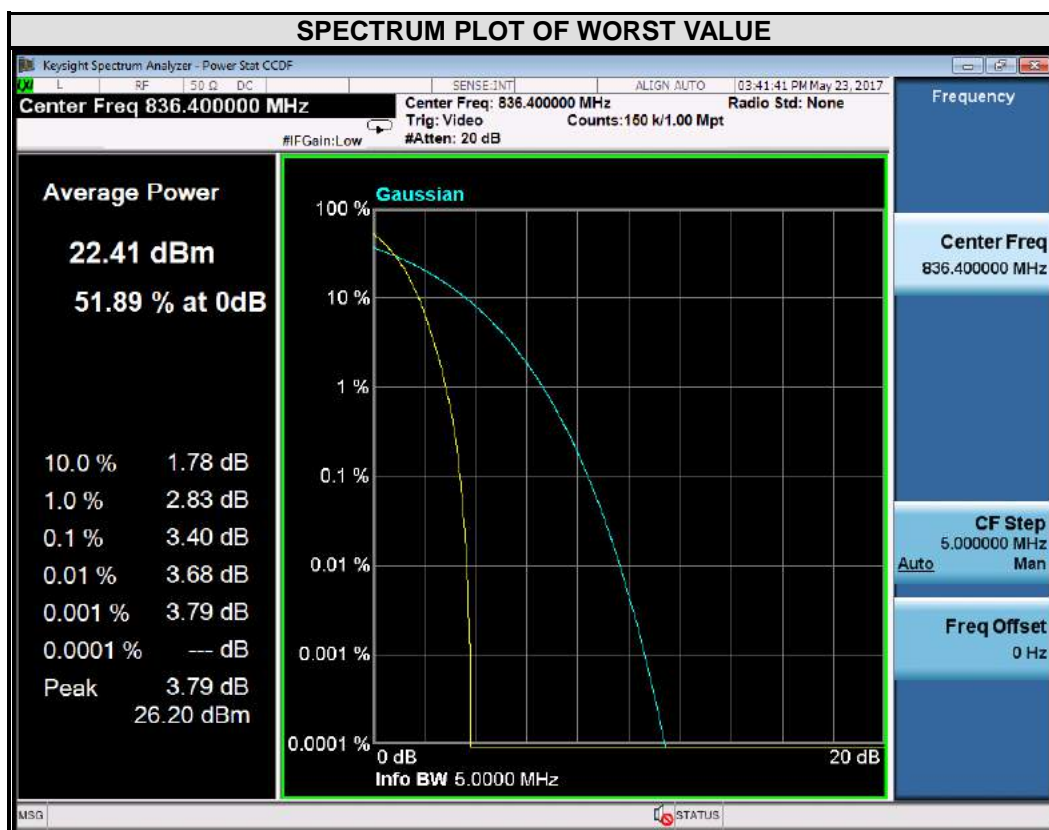 SPECTRUM PLOT OF WORST VALUE
Keysight Spectrum Analyzer - Power Stat CCDF
L RF 50 Ω DC SENSE:INT ALIGN AUTO 03:41:41 PM May 23, 2017
Center Freq 836.400000 MHz
Center Freq: 836.400000 MHz
Radio Std: None
Trig: Video
Counts:150 k/1.00 Mpt
#IFGain:Low
#Atten: 20 dB
Average Power
22.41 dBm
51.89 % at 0dB
10.0 % 1.78 dB
1.0 % 2.83 dB
0.1 % 3.40 dB
0.01 % 3.68 dB
0.001 % 3.79 dB
0.0001 % --- dB
Peak 3.79 dB
26.20 dBm
Gaussian
100 %
10 %
1 %
0.1 %
0.01 %
0.001 %
0.0001 %
0 dB
20 dB
Info BW 5.0000 MHz
Frequency
Center Freq
836.400000 MHz
CF Step
5.000000 MHz
Auto Man
Freq Offset
0 Hz
MSG
STATUS